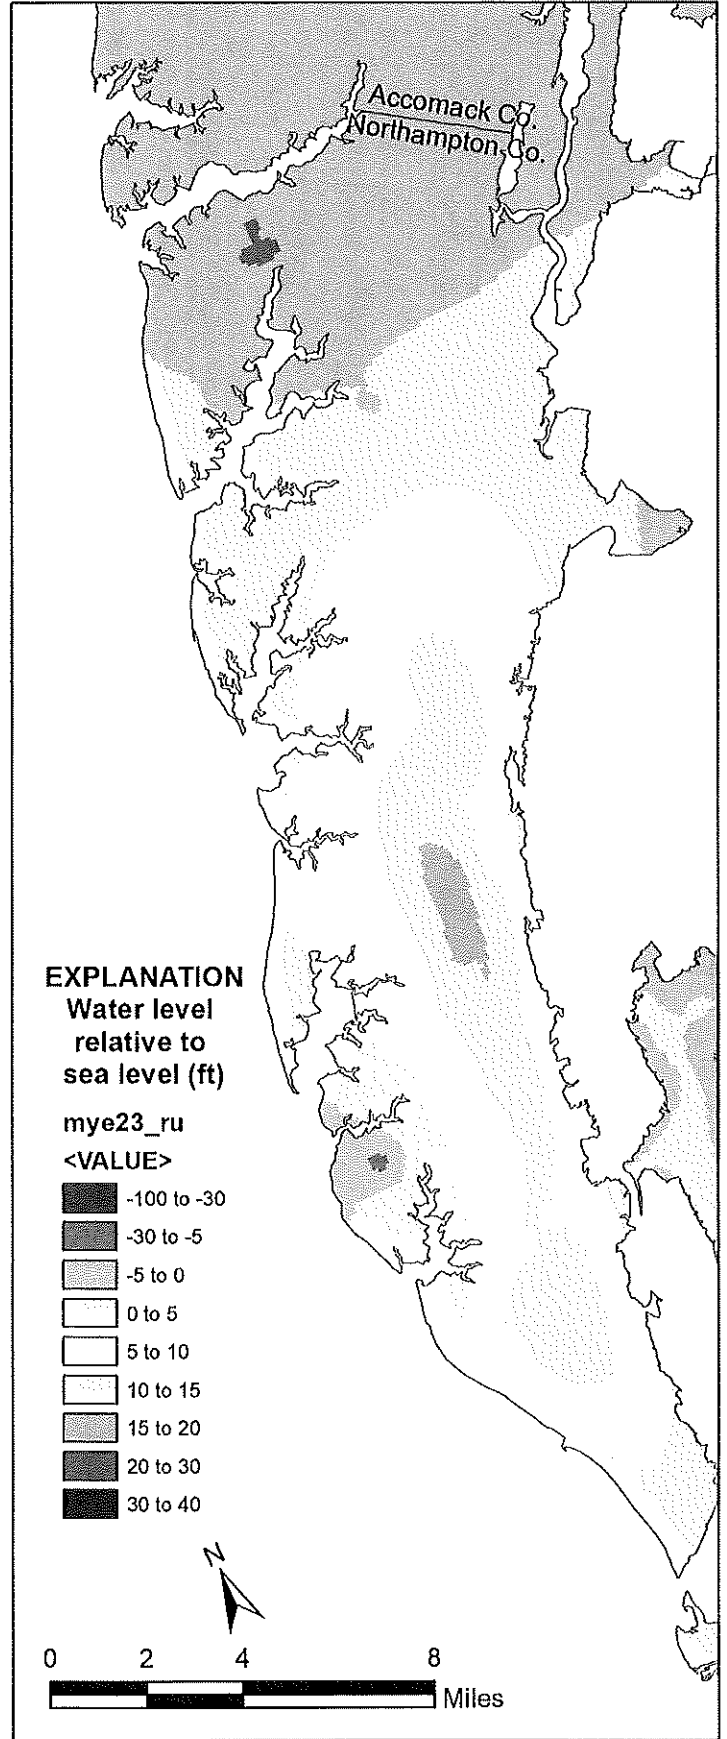 Accomack Co.
Northampton Co.
EXPLANATION
Water level
relative to
sea level (ft)
mye23_ru
<VALUE>
-100 to -30
-30 to -5
-5 to 0
0 to 5
5 to 10
10 to 15
15 to 20
20 to 30
30 to 40
N
0 2 4 8
Miles